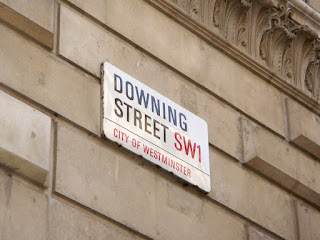 DOWNING
STREET SW1
CITY OF WESTMINSTER